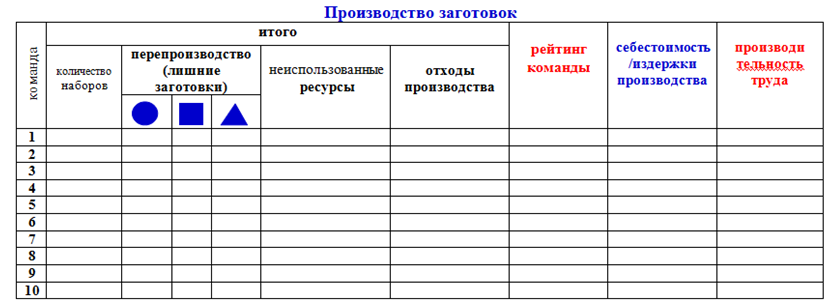 Производство заготовок
команда
итого
количество
наборов
перепроизводство
(лишние
заготовки)
неиспользованные
ресурсы
отходы
производства
рейтинг
команды
себестоимость
/издержки
производства
производи
тельность
труда
1
2
3
4
5
6
7
8
9
10